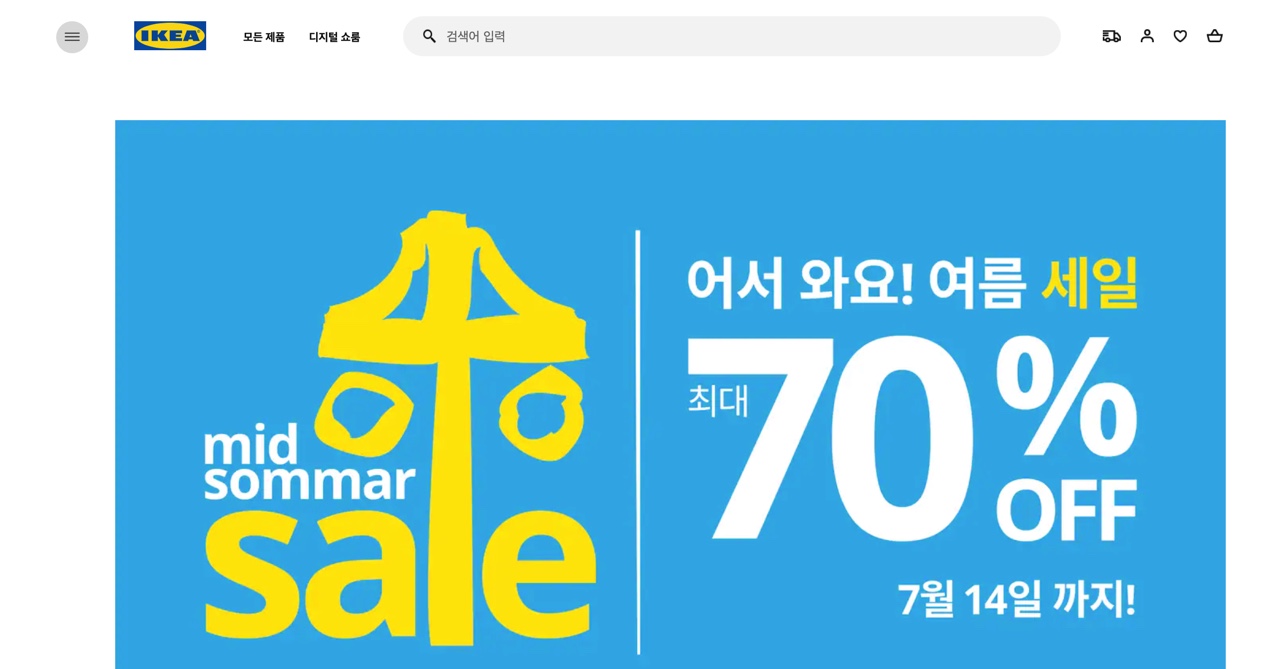 IKEA
모든 제품
디지털 쇼룸
검색어 입력
mid
sommar
sale
어서 와요! 여름 세일
최대
70%
OFF
7월 14일 까지!